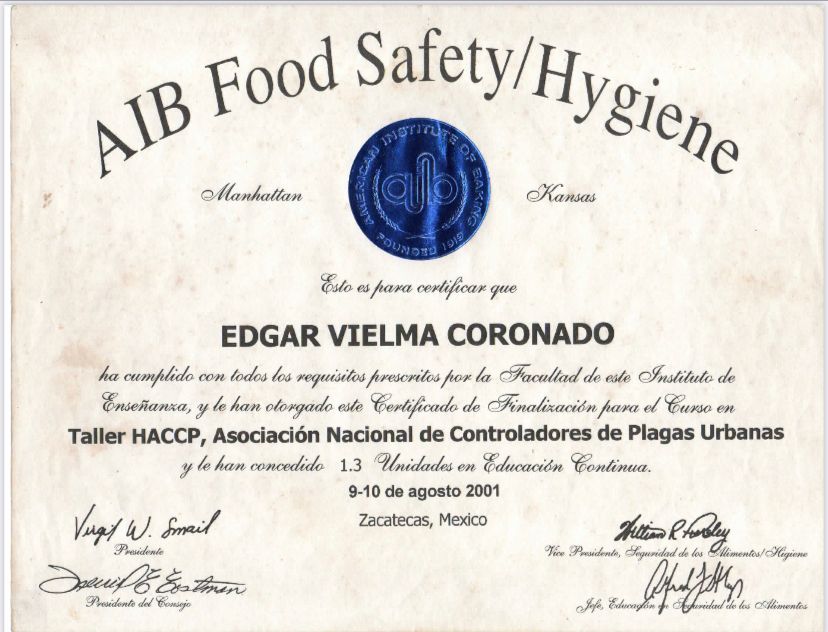 AIB Food Safety/Hygiene
AMERICAN INSTITUTE OF BAKING
aib
FOUNDED 1919
Manhattan Kansas
Esto es para certificar que
EDGAR VIELMA CORONADO
ha cumplido con todos los requisitos prescritos por la Facultad de este Instituto de
Enseñanza, y le han otorgado este Certificado de Finalización para el Curso en
Taller HACCP, Asociación Nacional de Controladores de Plagas Urbanas
y le han concedido 1.3 Unidades en Educación Continua.
9-10 de agosto 2001
Zacatecas, Mexico
Virgil W. Smail
Presidente
Vice Presidente, Seguridad de los Alimentos/Higiene
Presidente del Consejo
Jefe, Educación en Seguridad de los Alimentos